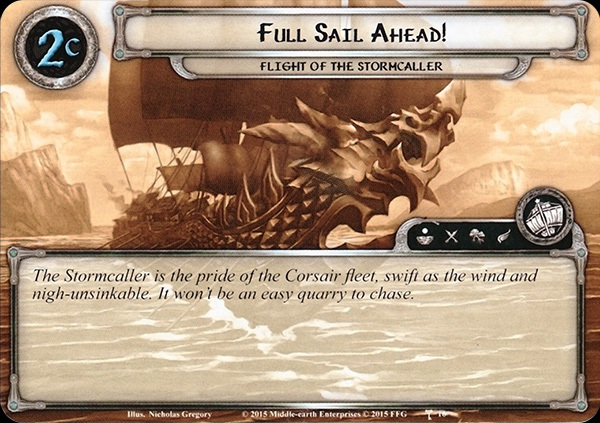 2C
Full Sail Ahead!
Flight of the Stormcaller
The Stormcaller is the pride of the Corsair fleet, swift as the wind and
nigh-unsinkable. It won't be an easy quarry to chase.
Illus. Nicholas Gregory © 2015 Middle-earth Enterprises © 2015 FFG